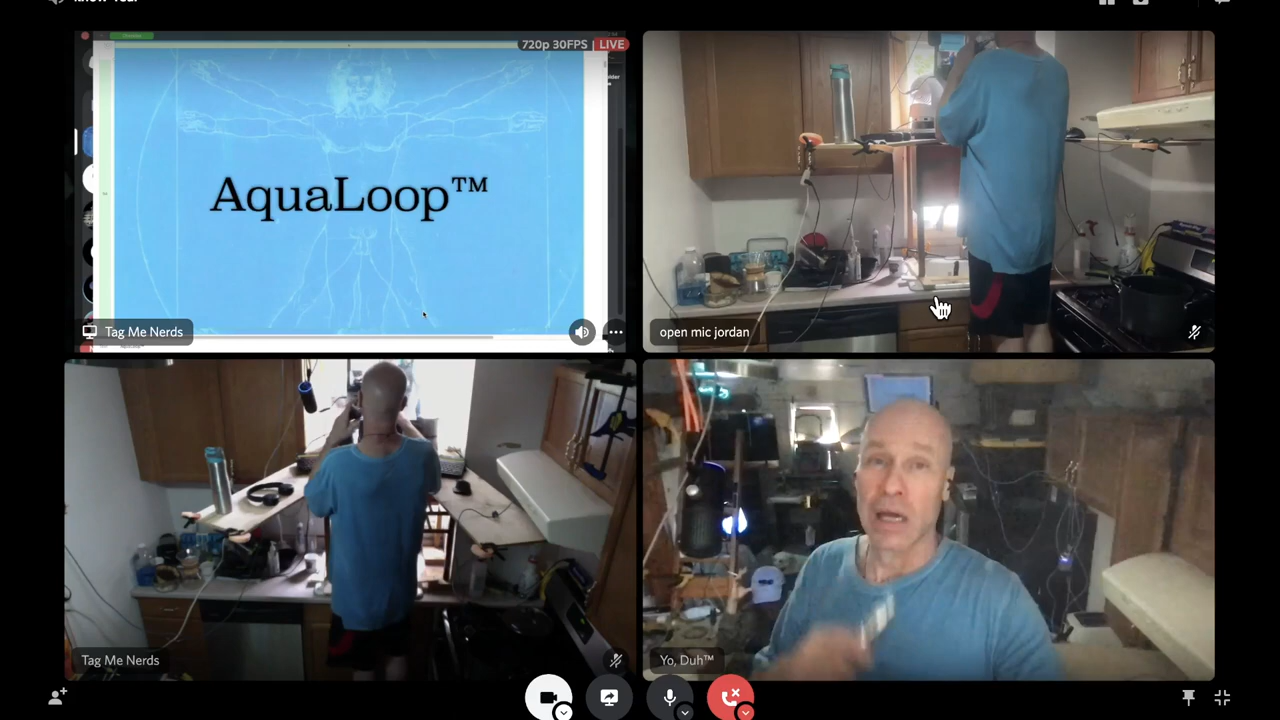 720p 30FPS LIVE
AquaLoop™
Tag Me Nerds
open mic jordan
Tag Me Nerds
Yo, Duh™